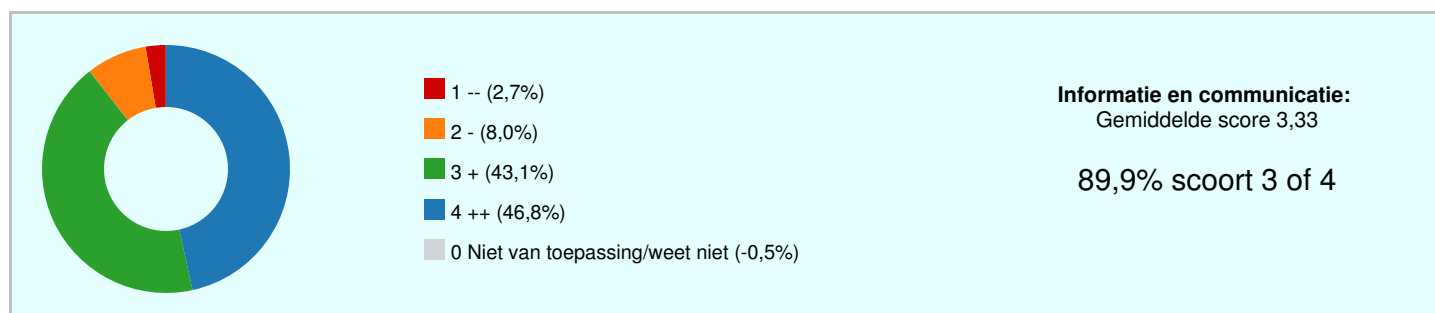 1 -- (2,7%)
2 - (8,0%)
3 + (43,1%)
4 ++ (46,8%)
0 Niet van toepassing/weet niet (-0,5%)
Informatie en communicatie:
Gemiddelde score 3,33
89,9% scoort 3 of 4